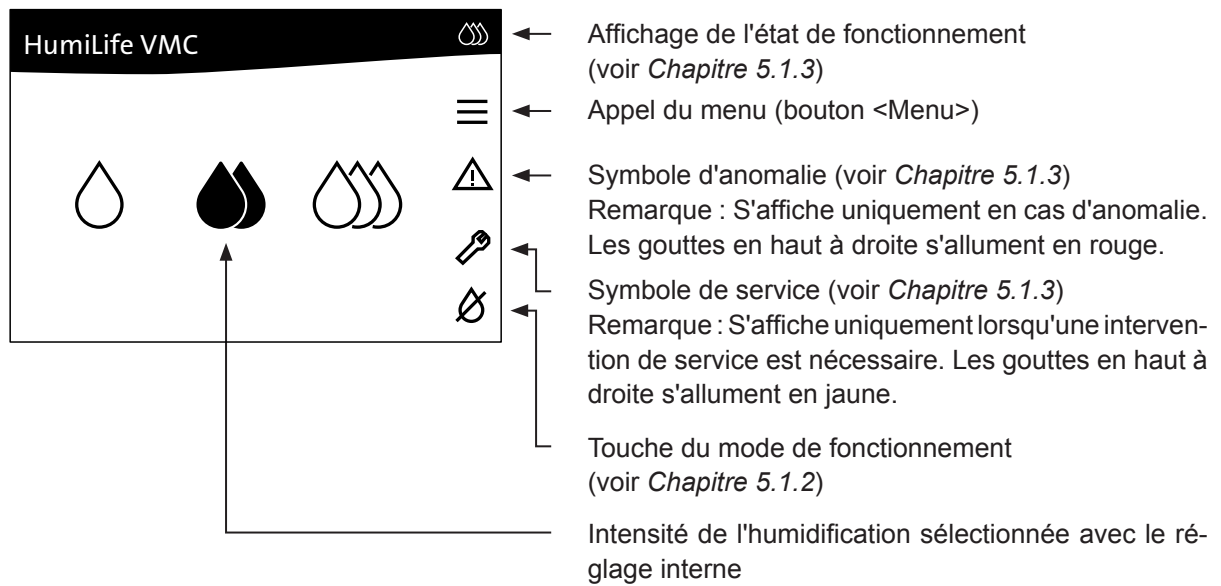 HumiLife VMC
Affichage de l'état de fonctionnement
(voir Chapitre 5.1.3)
Appel du menu (bouton <Menu>)
Symbole d'anomalie (voir Chapitre 5.1.3)
Remarque : S'affiche uniquement en cas d'anomalie.
Les gouttes en haut à droite s'allument en rouge.
Symbole de service (voir Chapitre 5.1.3)
Remarque : S'affiche uniquement lorsqu'une interven-
tion de service est nécessaire. Les gouttes en haut à
droite s'allument en jaune.
Touche du mode de fonctionnement
(voir Chapitre 5.1.2)
Intensité de l'humidification sélectionnée avec le ré-
glage interne